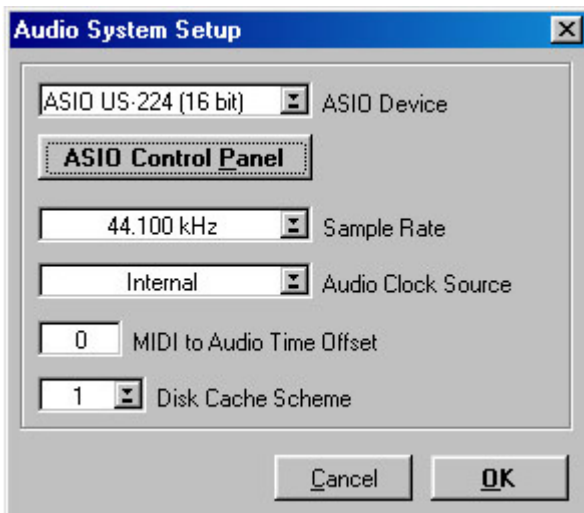 Audio System Setup
ASIO US-224 (16 bit) ASIO Device
ASIO Control Panel
44.100 kHz Sample Rate
Internal Audio Clock Source
0 MIDI to Audio Time Offset
1 Disk Cache Scheme
Cancel OK